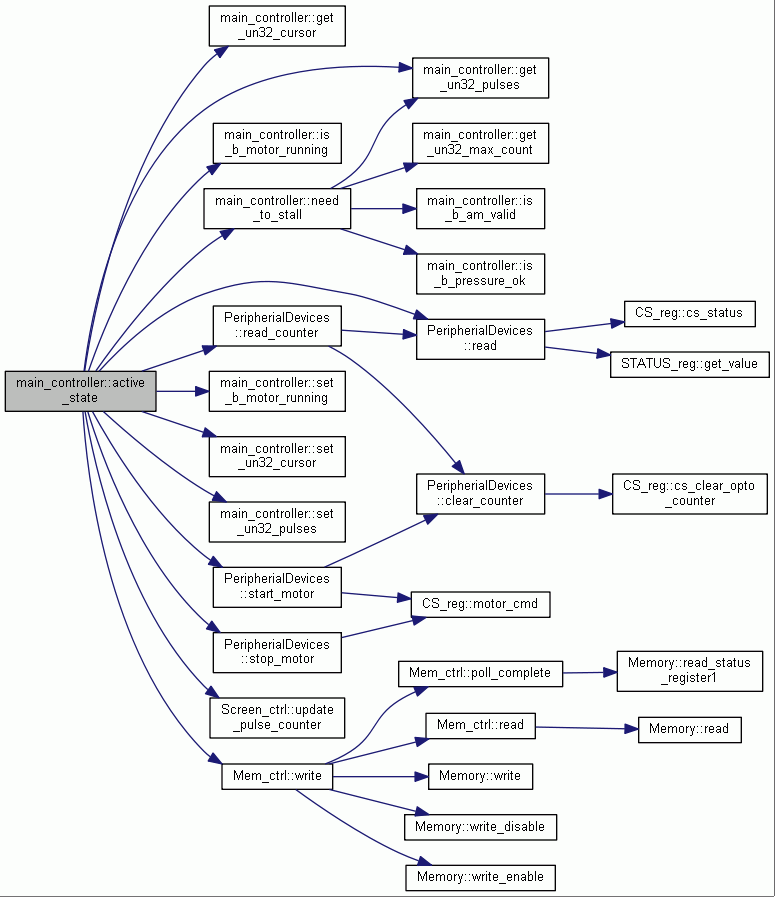 main_controller::get
_un32_cursor
main_controller::get
_un32_pulses
main_controller::is
_b_motor_running
main_controller::get
_un32_max_count
main_controller::need
_to_stall
main_controller::is
_b_am_valid
main_controller::is
_b_pressure_ok
PeripherialDevices
::read_counter
PeripherialDevices
::read
CS_reg::cs_status
STATUS_reg::get_value
main_controller::active
_state
main_controller::set
_b_motor_running
main_controller::set
_un32_cursor
PeripherialDevices
::clear_counter
CS_reg::cs_clear_opto
_counter
main_controller::set
_un32_pulses
PeripherialDevices
::start_motor
CS_reg::motor_cmd
PeripherialDevices
::stop_motor
Mem_ctrl::poll_complete
Memory::read_status
_register1
Screen_ctrl::update
_pulse_counter
Mem_ctrl::read
Memory::read
Mem_ctrl::write
Memory::write
Memory::write_disable
Memory::write_enable